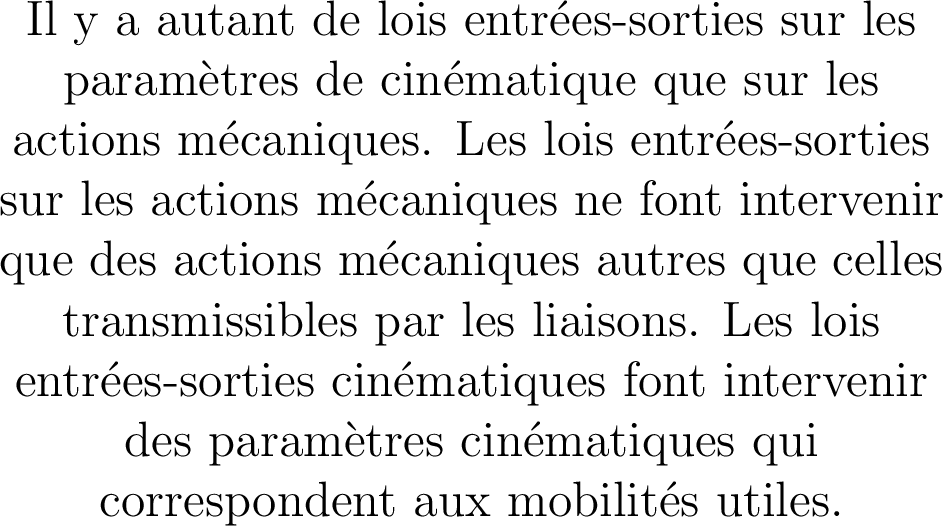 Il y a autant de lois entrées-sorties sur les
paramètres de cinématique que sur les
actions mécaniques. Les lois entrées-sorties
sur les actions mécaniques ne font intervenir
que des actions mécaniques autres que celles
transmissibles par les liaisons. Les lois
entrées-sorties cinématiques font intervenir
des paramètres cinématiques qui
correspondent aux mobilités utiles.